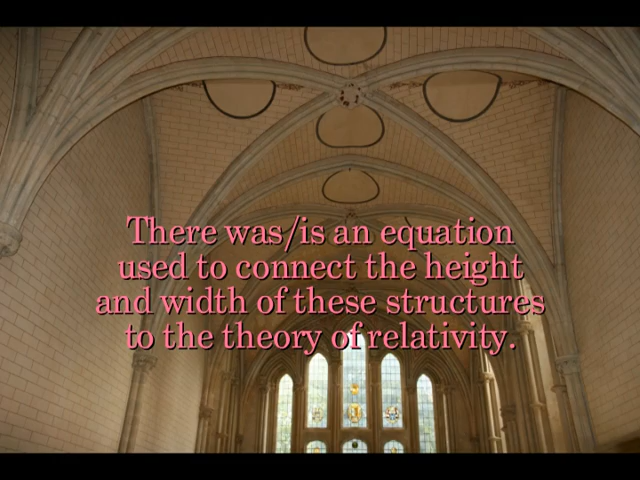 There was/is an equation
used to connect the height
and width of these structures
to the theory of relativity.